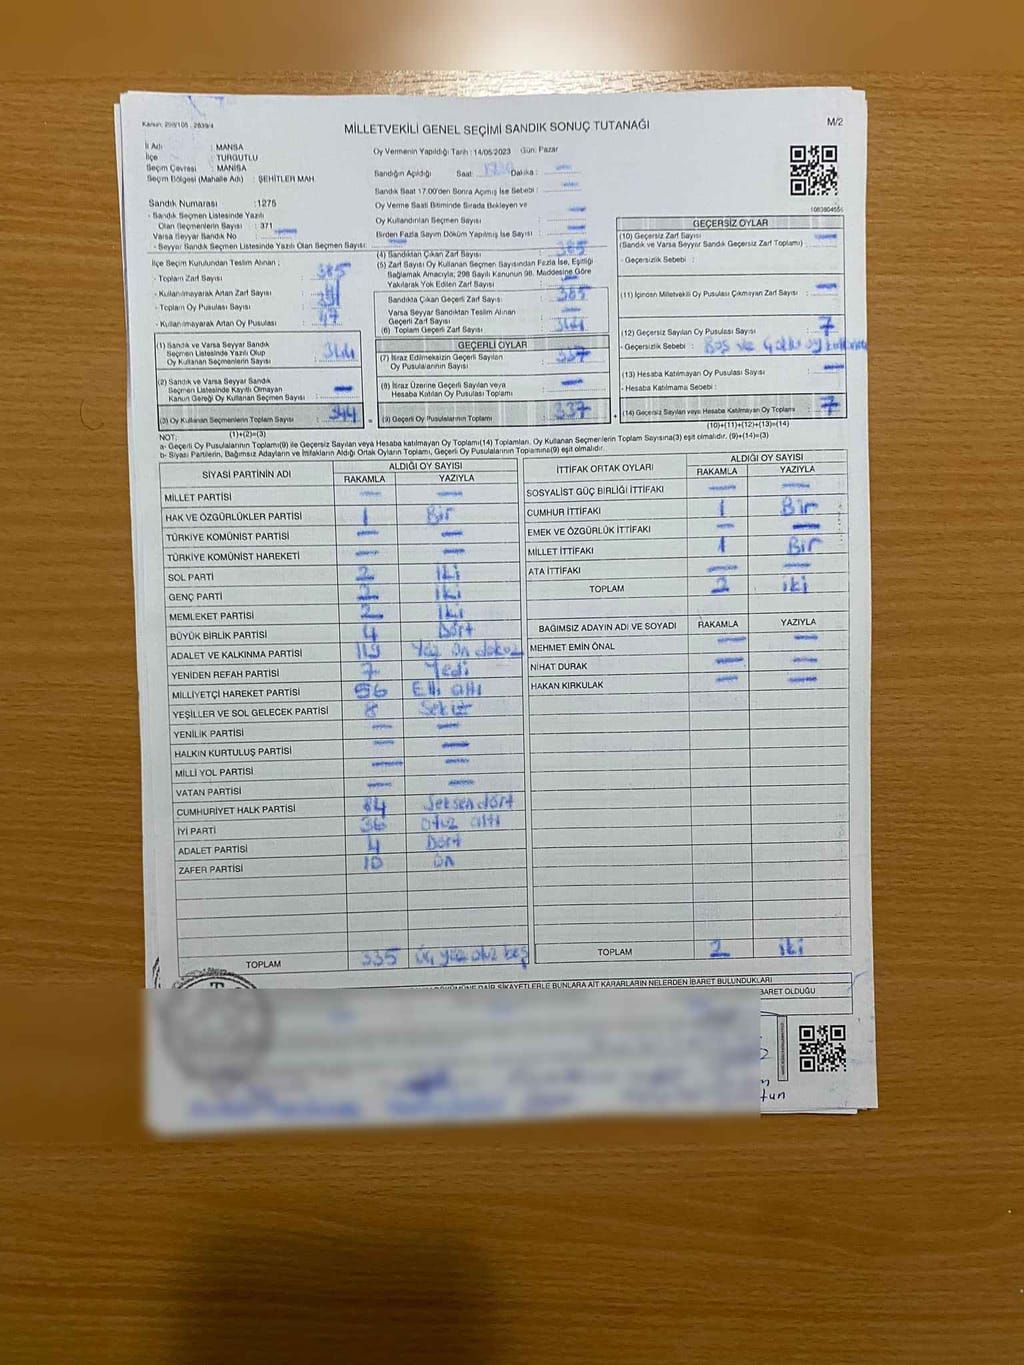 Kanun: 298/105 , 2839/4
MİLLETVEKİLİ GENEL SEÇİMİ SANDIK SONUÇ TUTANAĞI
M/2
İl Adı : MANİSA
İlçe : TURGUTLU
Seçim Çevresi : MANİSA
Seçim Bölgesi (Mahalle Adı) : ŞEHİTLER MAH.
Oy Vermenin Yapıldığı Tarih : 14/05/2023 Gün: Pazar
Sandığın Açıldığı Saat: Dakika :
Sandık Saat 17.00'den Sonra Açılmış İse Sebebi :
Oy Verme Saati Bitiminde Sırada Bekleyen ve
Oy Kullandırılan Seçmen Sayısı :
Birden Fazla Sayım Döküm Yapılmış İse Sayısı :
Sandık Numarası : 1275
- Sandık Seçmen Listesinde Yazılı
Olan Seçmenlerin Sayısı : 371
Varsa Seyyar Sandık No :
- Seyyar Sandık Seçmen Listesinde Yazılı Olan Seçmen Sayısı:
İlçe Seçim Kurulundan Teslim Alınan ;
- Toplam Zarf Sayısı : 385
- Kullanılmayarak Artan Zarf Sayısı :
- Toplam Oy Pusulası Sayısı :
- Kullanılmayarak Artan Oy Pusulası : 47
(1) Sandık ve Varsa Seyyar Sandık
Seçmen Listesinde Yazılı Olup
Oy Kullanan Seçmenlerin Sayısı : 344
(2) Sandık ve Varsa Seyyar Sandık
Seçmen Listesinde Kayıtlı Olmayan
Kanun Gereği Oy Kullanan Seçmen Sayısı :
(3) Oy Kullanan Seçmenlerin Toplam Sayısı : 344
(1)+(2)=(3)
(4) Sandıktan Çıkan Zarf Sayısı : 385
(5) Zarf Sayısı Oy Kullanan Seçmen Sayısından Fazla İse, Eşitliği
Bağlamak Amacıyla; 298 Sayılı Kanunun 98. Maddesine Göre
Yakılarak Yok Edilen Zarf Sayısı :
Sandıkta Çıkan Geçerli Zarf Sayısı : 385
Varsa Seyyar Sandıktan Teslim Alınan
Geçerli Zarf Sayısı :
(6) Toplam Geçerli Zarf Sayısı : 344
GEÇERLİ OYLAR
(7) İtiraz Edilmeksizin Geçerli Sayılan
Oy Pusulalarının Sayısı : 337
(8) İtiraz Üzerine Geçerli Sayılan veya
Hesaba Katılan Oy Pusulası Toplamı :
= (9) Geçerli Oy Pusulalarının Toplamı : 337 +
1083804554
GEÇERSİZ OYLAR
(10) Geçersiz Zarf Sayısı :
(Sandık ve Varsa Seyyar Sandık Geçersiz Zarf Toplamı)
- Geçersizlik Sebebi :
(11) İçinden Milletvekili Oy Pusulası Çıkmayan Zarf Sayısı :
(12) Geçersiz Sayılan Oy Pusulası Sayısı : 7
- Geçersizlik Sebebi : Boş ve
(13) Hesaba Katılmayan Oy Pusulası Sayısı :
- Hesaba Katılmama Sebebi :
(14) Geçersiz Sayılan veya Hesaba Katılmayan Oy Toplamı : 7
(10)+(11)+(12)+(13)=(14)
NOT:
a- Geçerli Oy Pusulalarının Toplamı(9) ile Geçersiz Sayılan veya Hesaba katılmayan Oy Toplamı(14) Toplamları, Oy Kullanan Seçmenlerin Toplam Sayısına(3) eşit olmalıdır. (9)+(14)=(3)
b- Siyasi Partilerin, Bağımsız Adayların ve İttifakların Aldığı Ortak Oyların Toplamı, Geçerli Oy Pusulalarının Toplamına(9) eşit olmalıdır.
SİYASİ PARTİNİN ADI ALDIĞI OY SAYISI
RAKAMLA YAZIYLA
MİLLET PARTİSİ
HAK VE ÖZGÜRLÜKLER PARTİSİ 1 Bir
TÜRKİYE KOMÜNİST PARTİSİ
TÜRKİYE KOMÜNİST HAREKETİ
SOL PARTİ 2 İki
GENÇ PARTİ 2 İki
MEMLEKET PARTİSİ 2 İki
BÜYÜK BİRLİK PARTİSİ 4 Dört
ADALET VE KALKINMA PARTİSİ 119 Yüz On dokuz
YENİDEN REFAH PARTİSİ 7 Yedi
MİLLİYETÇİ HAREKET PARTİSİ 56 Elli altı
YEŞİLLER VE SOL GELECEK PARTİSİ 8 Sekiz
YENİLİK PARTİSİ
HALKIN KURTULUŞ PARTİSİ
MİLLİ YOL PARTİSİ
VATAN PARTİSİ
CUMHURİYET HALK PARTİSİ 84 Seksen dört
İYİ PARTİ 36 Otuz altı
ADALET PARTİSİ 4 Dört
ZAFER PARTİSİ 10 On
TOPLAM 335 Üç yüz otuz beş
İTTİFAK ORTAK OYLARI ALDIĞI OY SAYISI
RAKAMLA YAZIYLA
SOSYALİST GÜÇ BİRLİĞİ İTTİFAKI
CUMHUR İTTİFAKI 1 Bir
EMEK VE ÖZGÜRLÜK İTTİFAKI
MİLLET İTTİFAKI 1 Bir
ATA İTTİFAKI
TOPLAM 2 iki
BAĞIMSIZ ADAYIN ADI VE SOYADI RAKAMLA YAZIYLA
MEHMET EMİN ÖNAL
NİHAT DURAK
HAKAN KIRKULAK
TOPLAM 2 iki
DAİR ŞİKAYETLERLE BUNLARA AİT KARARLARIN NELERDEN İBARET BULUNDUKLARI